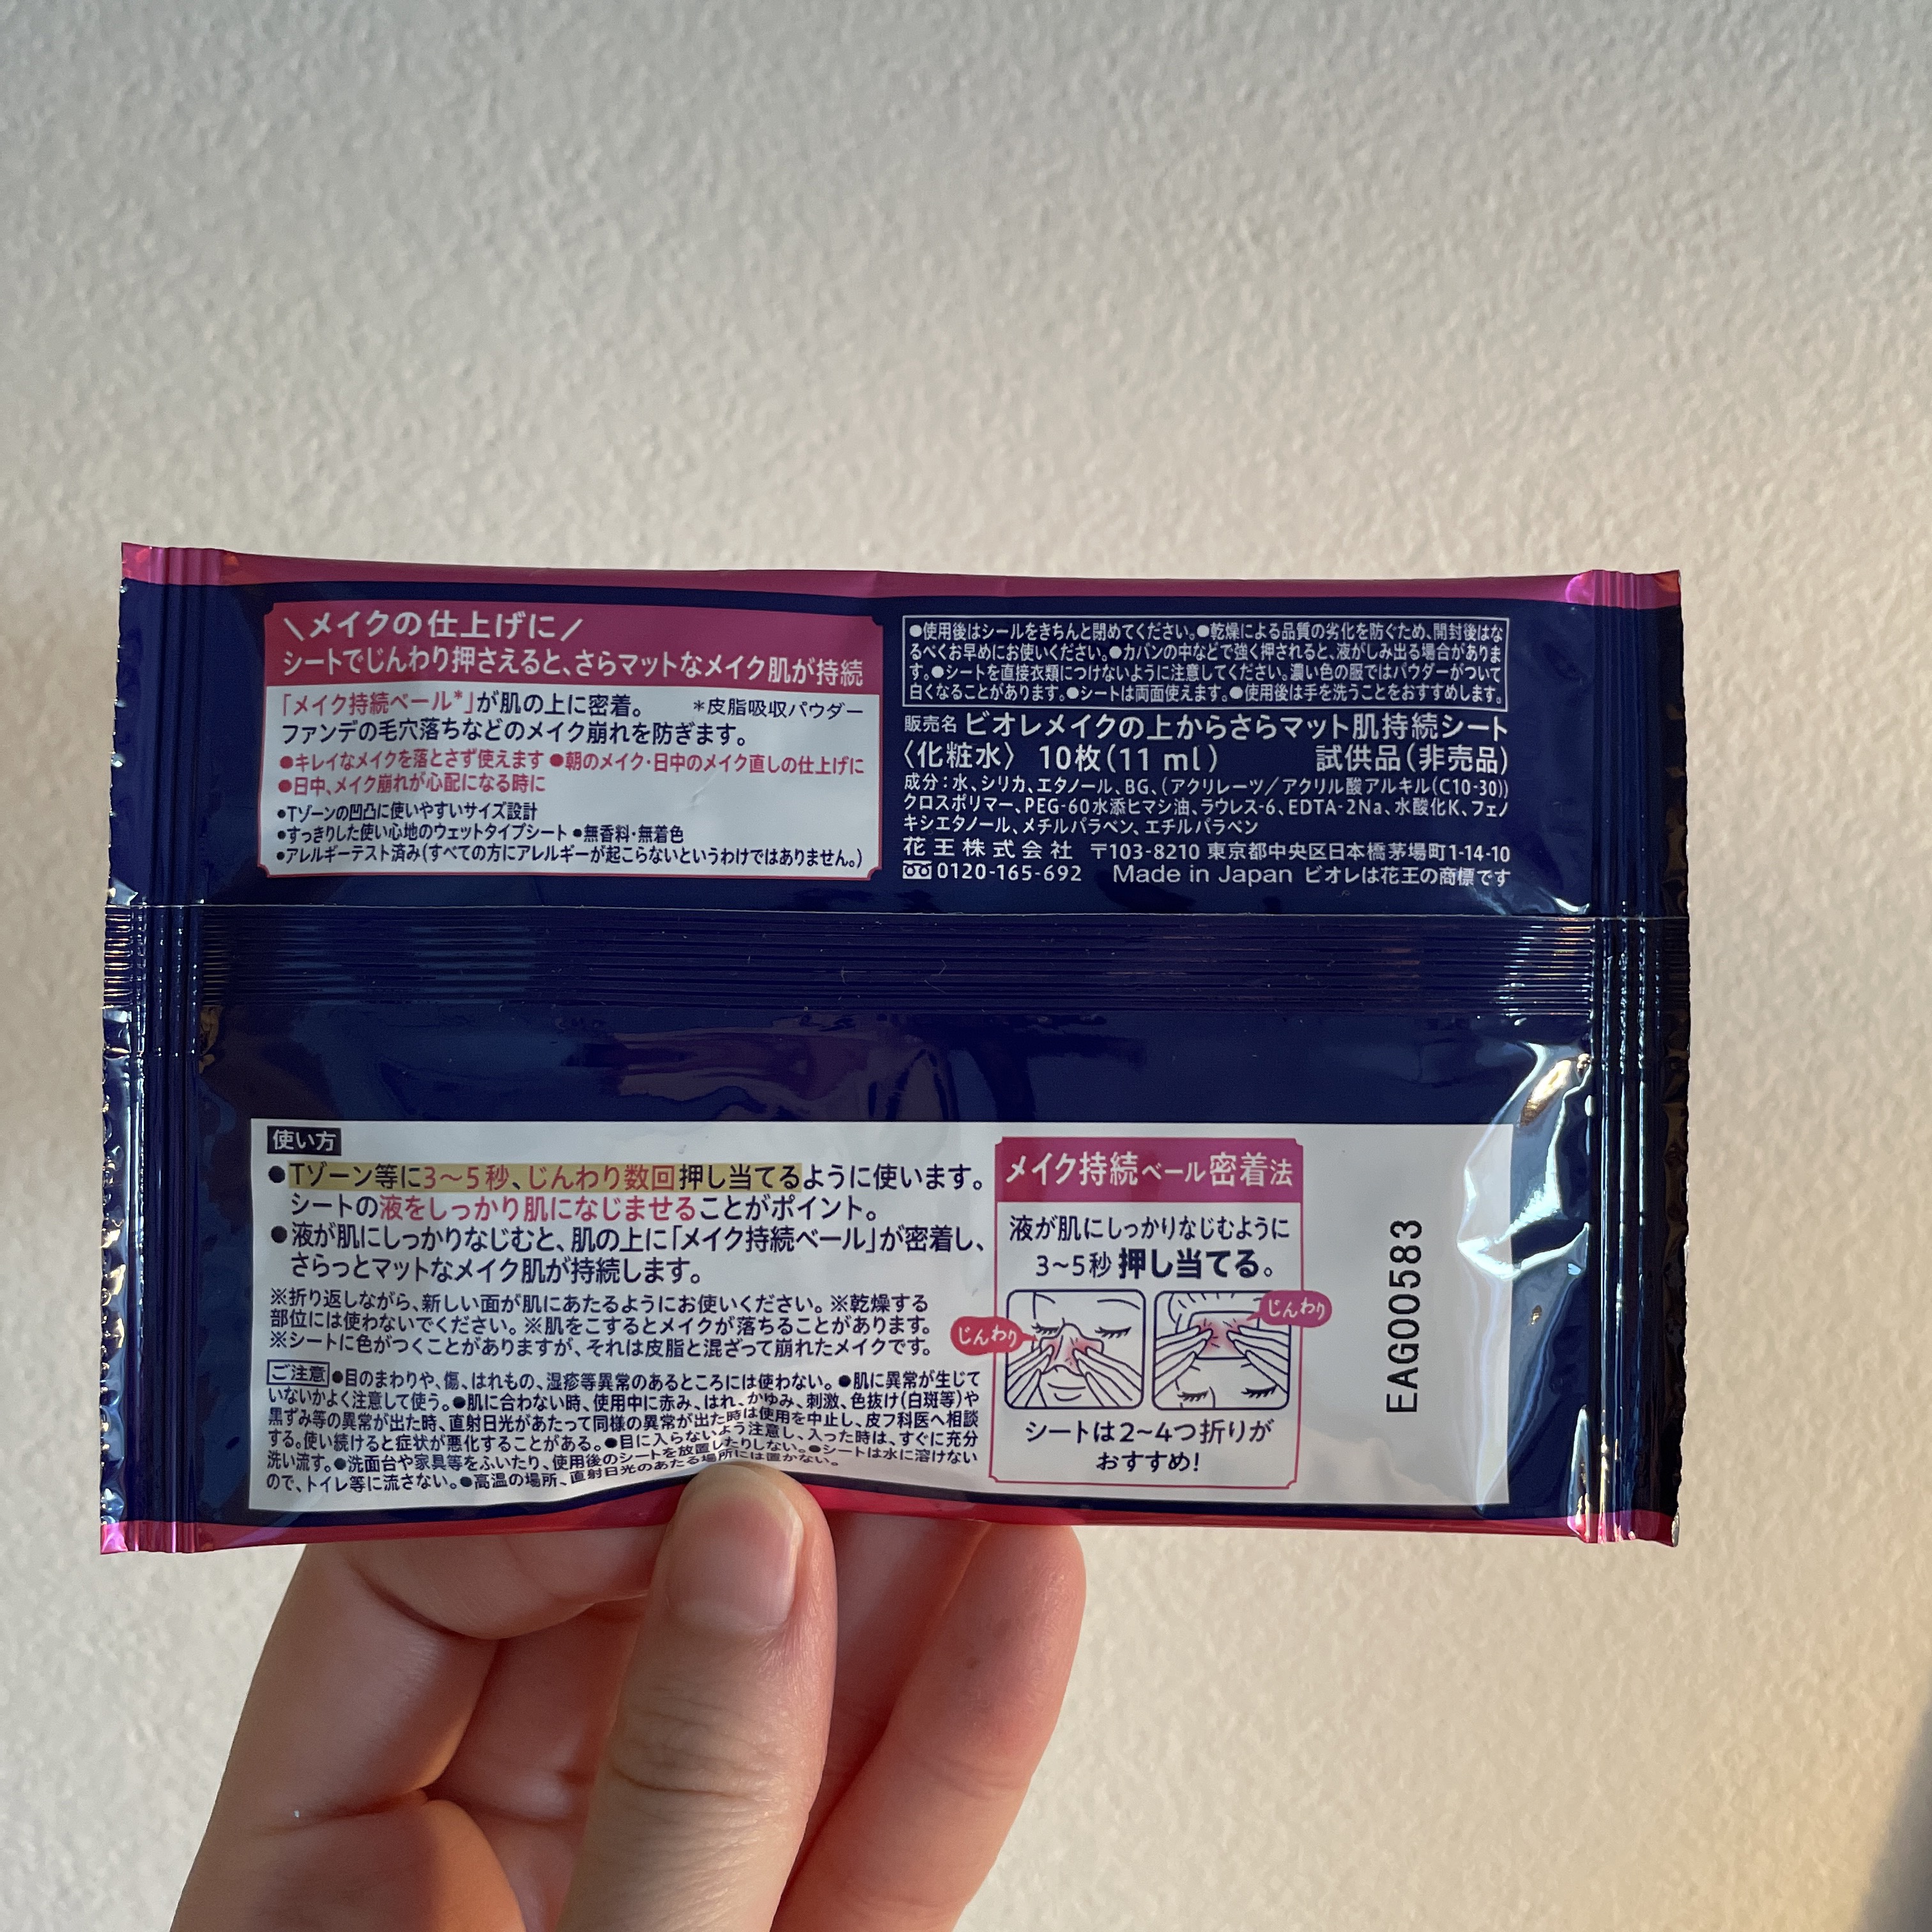 ＼メイクの仕上げに／
シートでじんわり押さえると、さらマットなメイク肌が持続
「メイク持続ベール*」が肌の上に密着。 *皮脂吸収パウダー
ファンデの毛穴落ちなどのメイク崩れを防ぎます。
●キレイなメイクを落とさず使えます ●朝のメイク・日中のメイク直しの仕上げに
●日中、メイク崩れが心配になる時に
●Tゾーンの凹凸に使いやすいサイズ設計
●すっきりした使い心地のウェットタイプシート ●無香料・無着色
●アレルギーテスト済み(すべての方にアレルギーが起こらないというわけではありません。)
●使用後はシールをきちんと閉めてください。●乾燥による品質の劣化を防ぐため、開封後はな
るべくお早めにお使いください。●カバンの中などで強く押されると、液がしみ出る場合がありま
す。●シートを直接衣類につけないように注意してください。濃い色の服ではパウダーがついて
白くなることがあります。●シートは両面使えます。●使用後は手を洗うことをおすすめします。
販売名 ビオレメイクの上からさらマット肌持続シート
〈化粧水〉 10枚(11 ml) 試供品(非売品)
成分：水、シリカ、エタノール、BG、(アクリレーツ／アクリル酸アルキル(C10-30))
クロスポリマー、PEG-60水添ヒマシ油、ラウレス-6、EDTA-2Na、水酸化K、フェノ
キシエタノール、メチルパラベン、エチルパラベン
花王株式会社 〒103-8210 東京都中央区日本橋茅場町1-14-10
0120-165-692 Made in Japan ビオレは花王の商標です
使い方
●Tゾーン等に3〜5秒、じんわり数回押し当てるように使います。
シートの液をしっかり肌になじませることがポイント。
●液が肌にしっかりなじむと、肌の上に「メイク持続ベール」が密着し、
さらっとマットなメイク肌が持続します。
※折り返しながら、新しい面が肌にあたるようにお使いください。※乾燥する
部位には使わないでください。※肌をこするとメイクが落ちることがあります。
※シートに色がつくことがありますが、それは皮脂と混ざって崩れたメイクです。
ご注意 ●目のまわりや、傷、はれもの、湿疹等異常のあるところには使わない。●肌に異常が生じて
いないかよく注意して使う。●肌に合わない時、使用中に赤み、はれ、かゆみ、刺激、色抜け(白斑等)や
黒ずみ等の異常が出た時、直射日光があたって同様の異常が出た時は使用を中止し、皮フ科医へ相談
する。使い続けると症状が悪化することがある。●目に入らないよう注意し、入った時は、すぐに充分
洗い流す。●洗面台や家具等をふいたり、使用後のシートを放置したりしない。●シートは水に溶けない
ので、トイレ等に流さない。●高温の場所、直射日光のあたる場所には置かない。
メイク持続ベール密着法
液が肌にしっかりなじむように
3〜5秒 押し当てる。
じんわり
じんわり
シートは2〜4つ折りが
おすすめ!
EAG00583